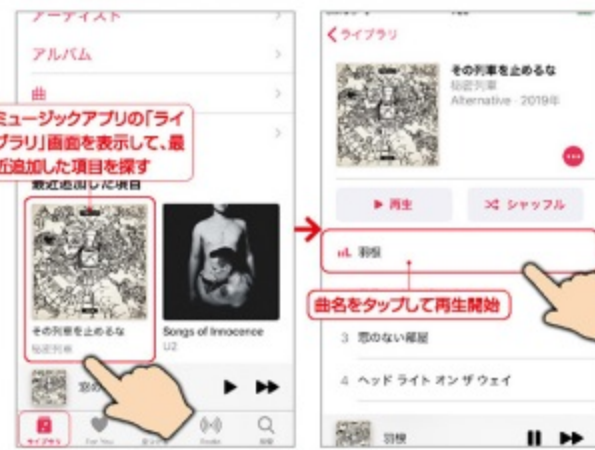 アーティスト
アルバム
曲
ミュージックアプリの「ライ
ブラリ」画面を表示して、最
近追加した項目を探す
最近追加した項目
その列車を止めるな
秘密列車
Songs of Innocence
U2
ライブラリ
For You
Radio
検索
ライブラリ
その列車を止めるな
秘密列車
Alternative · 2019年
再生
シャッフル
羽根
曲名をタップして再生開始
3 窓のない部屋
4 ヘッド ライト オン ザ ウェイ
羽根